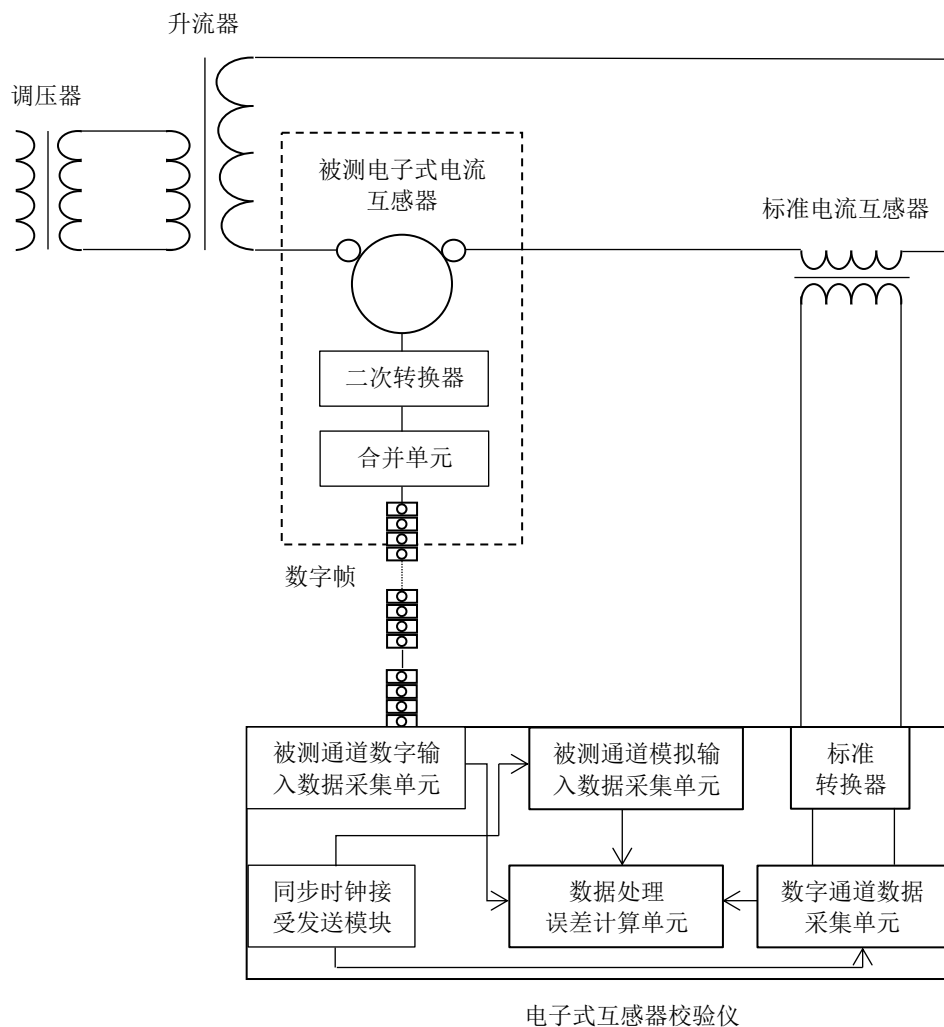 升流器
调压器
被测电子式电流
互感器
标准电流互感器
二次转换器
合并单元
数字帧
被测通道数字输
入数据采集单元
被测通道模拟输
入数据采集单元
标准
转换器
同步时钟接
受发送模块
数据处理
误差计算单元
数字通道数据
采集单元
电子式互感器校验仪